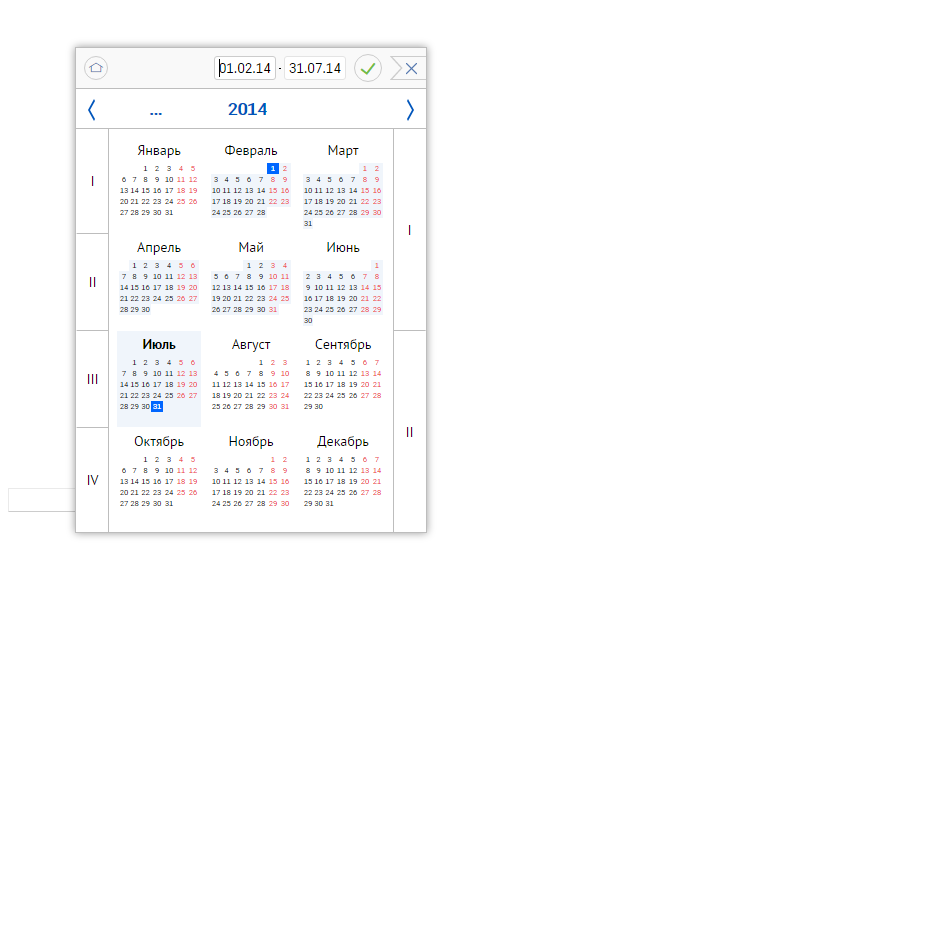 01.02.14 - 31.07.14
... 2014
I
II
III
IV
Январь
1 2 3 4 5
6 7 8 9 10 11 12
13 14 15 16 17 18 19
20 21 22 23 24 25 26
27 28 29 30 31
Февраль
1 2
3 4 5 6 7 8 9
10 11 12 13 14 15 16
17 18 19 20 21 22 23
24 25 26 27 28
Март
1 2
3 4 5 6 7 8 9
10 11 12 13 14 15 16
17 18 19 20 21 22 23
24 25 26 27 28 29 30
31
Апрель
1 2 3 4 5 6
7 8 9 10 11 12 13
14 15 16 17 18 19 20
21 22 23 24 25 26 27
28 29 30
Май
1 2 3 4
5 6 7 8 9 10 11
12 13 14 15 16 17 18
19 20 21 22 23 24 25
26 27 28 29 30 31
Июнь
1
2 3 4 5 6 7 8
9 10 11 12 13 14 15
16 17 18 19 20 21 22
23 24 25 26 27 28 29
30
Июль
1 2 3 4 5 6
7 8 9 10 11 12 13
14 15 16 17 18 19 20
21 22 23 24 25 26 27
28 29 30 31
Август
1 2 3
4 5 6 7 8 9 10
11 12 13 14 15 16 17
18 19 20 21 22 23 24
25 26 27 28 29 30 31
Сентябрь
1 2 3 4 5 6 7
8 9 10 11 12 13 14
15 16 17 18 19 20 21
22 23 24 25 26 27 28
29 30
Октябрь
1 2 3 4 5
6 7 8 9 10 11 12
13 14 15 16 17 18 19
20 21 22 23 24 25 26
27 28 29 30 31
Ноябрь
1 2
3 4 5 6 7 8 9
10 11 12 13 14 15 16
17 18 19 20 21 22 23
24 25 26 27 28 29 30
Декабрь
1 2 3 4 5 6 7
8 9 10 11 12 13 14
15 16 17 18 19 20 21
22 23 24 25 26 27 28
29 30 31
I
II